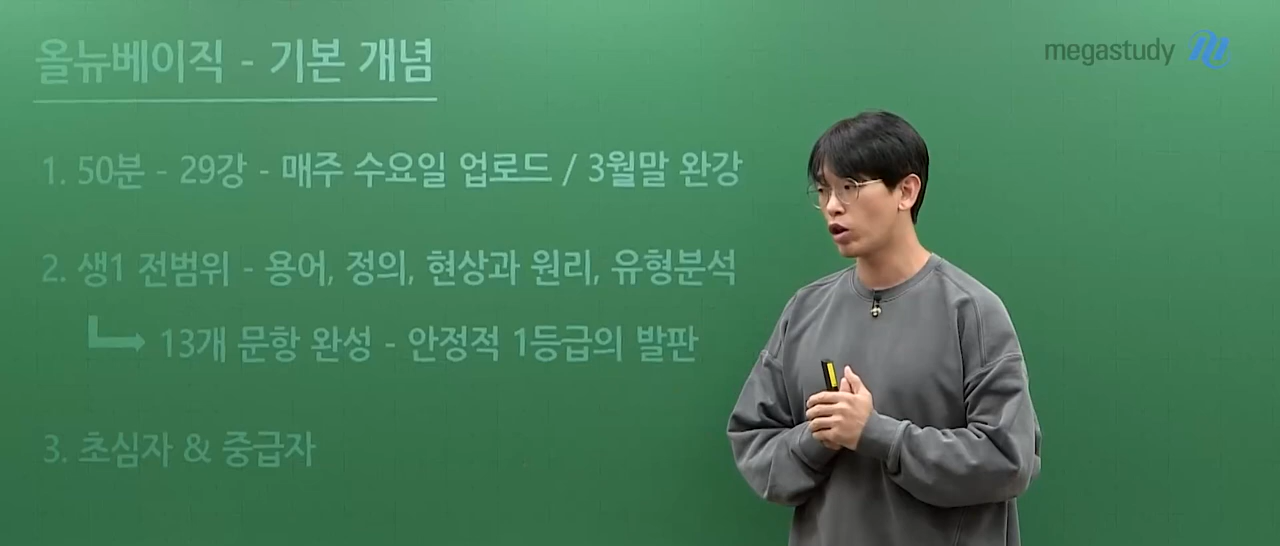 올뉴베이직 - 기본 개념
megastudy
1. 50분 - 29강 - 매주 수요일 업로드 / 3월말 완강
2. 생1 전범위 - 용어, 정의, 현상과 원리, 유형분석
13개 문항 완성 - 안정적 1등급의 발판
3. 초심자 & 중급자